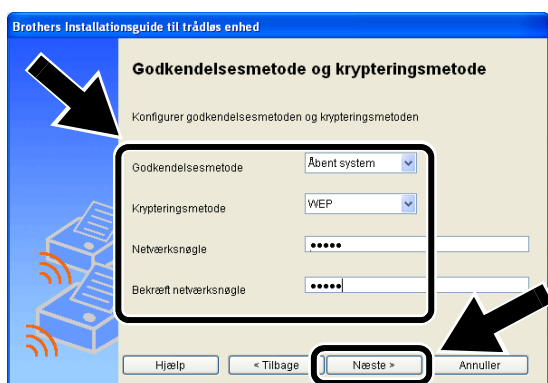 Brothers Installationsguide til trådløs enhed
Godkendelsesmetode og krypteringsmetode
Konfigurer godkendelsesmetoden og krypteringsmetoden
Godkendelsesmetode Åbent system
Krypteringsmetode WEP
Netværksnøgle •••••
Bekræft netværksnøgle •••••
Hjælp < Tilbage Næste > Annuller